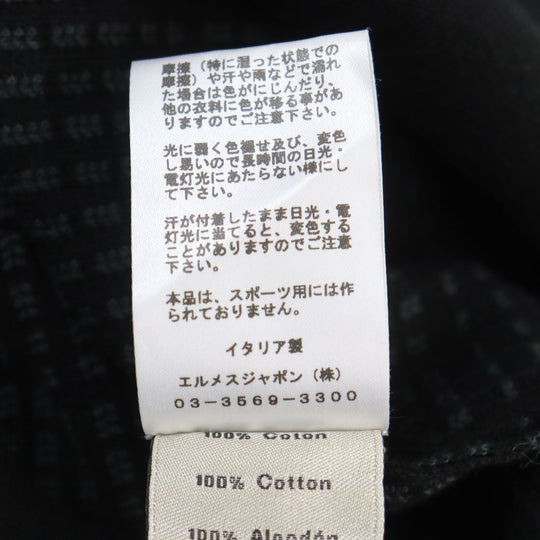 摩擦（特に湿った状態での
摩擦）や汗や雨などで濡れ
た場合は色がにじんだり、
他の衣料に色が移る事があ
りますのでご注意下さい。
光に弱く色褪せ及び、変色
し易いので長時間の日光・
電灯光にあたらない様にし
て下さい。
汗が付着したまま日光・電
灯光に当てると、変色する
ことがありますのでご注意
下さい。
本品は、スポーツ用には作
られておりません。
イタリア製
エルメスジャポン（株）
03-3569-3300
100% Coton
100% Cotton
100% Algodón